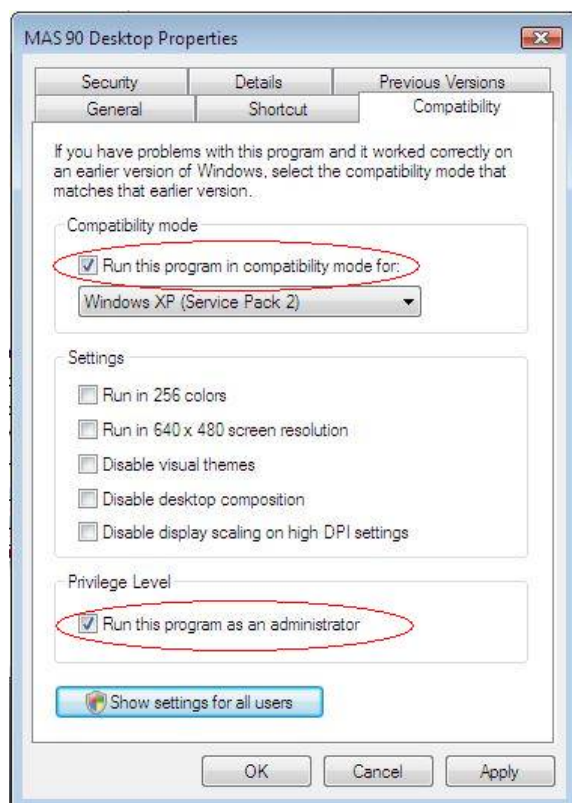 MAS 90 Desktop Properties
Security Details Previous Versions
General Shortcut Compatibility
If you have problems with this program and it worked correctly on
an earlier version of Windows, select the compatibility mode that
matches that earlier version.
Compatibility mode
Run this program in compatibility mode for:
Windows XP (Service Pack 2)
Settings
Run in 256 colors
Run in 640 x 480 screen resolution
Disable visual themes
Disable desktop composition
Disable display scaling on high DPI settings
Privilege Level
Run this program as an administrator
Show settings for all users
OK Cancel Apply